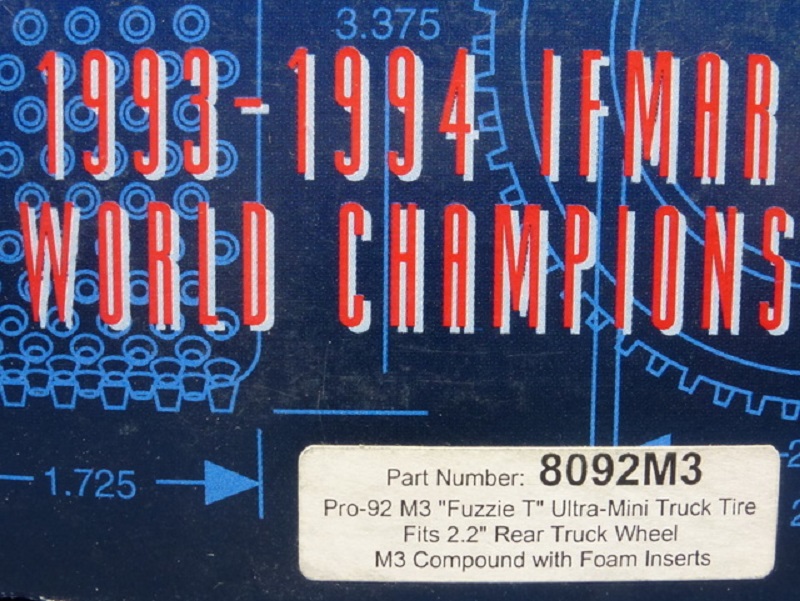 3.375
1993-1994 IFMAR
WORLD CHAMPIONS
1.725
Part Number: 8092M3
Pro-92 M3 "Fuzzie T" Ultra-Mini Truck Tire
Fits 2.2" Rear Truck Wheel
M3 Compound with Foam Inserts